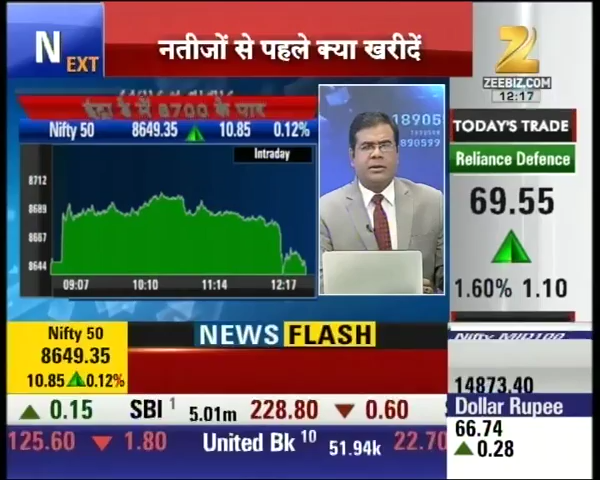 NEXT
नतीजों से पहले क्या खरीदें
ZEEBIZ.COM
12:17
Nifty 50 8649.35 10.85 0.12%
Intraday
8712
8689
8667
8644
09:07 10:10 11:14 12:17
18905
890599
TODAY'S TRADE
Reliance Defence
69.55
1.60% 1.10
Nifty 50
8649.35
10.85 0.12%
NEWS FLASH
14873.40
Dollar Rupee
66.74
0.28
0.15 SBI 1 5.01m 228.80 0.60
125.60 1.80 United Bk 10 51.94k 22.70